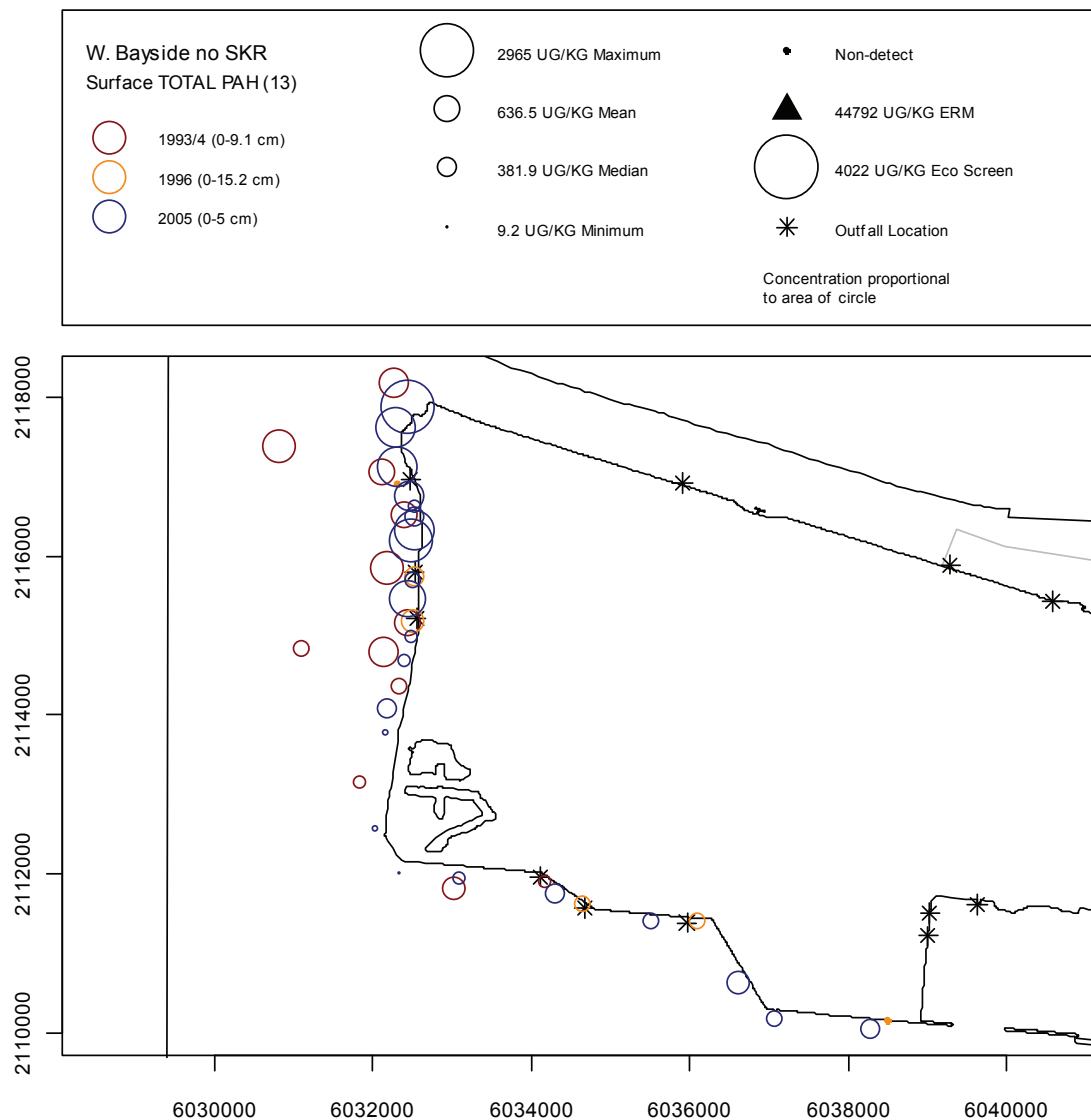 W. Bayside no SKR
Surface TOTAL PAH (13)
1993/4 (0-9.1 cm)
1996 (0-15.2 cm)
2005 (0-5 cm)
2965 UG/KG Maximum
636.5 UG/KG Mean
381.9 UG/KG Median
9.2 UG/KG Minimum
Non-detect
44792 UG/KG ERM
4022 UG/KG Eco Screen
Outfall Location
Concentration proportional
to area of circle
2118000
2116000
2114000
2112000
2110000
6030000 6032000 6034000 6036000 6038000 6040000